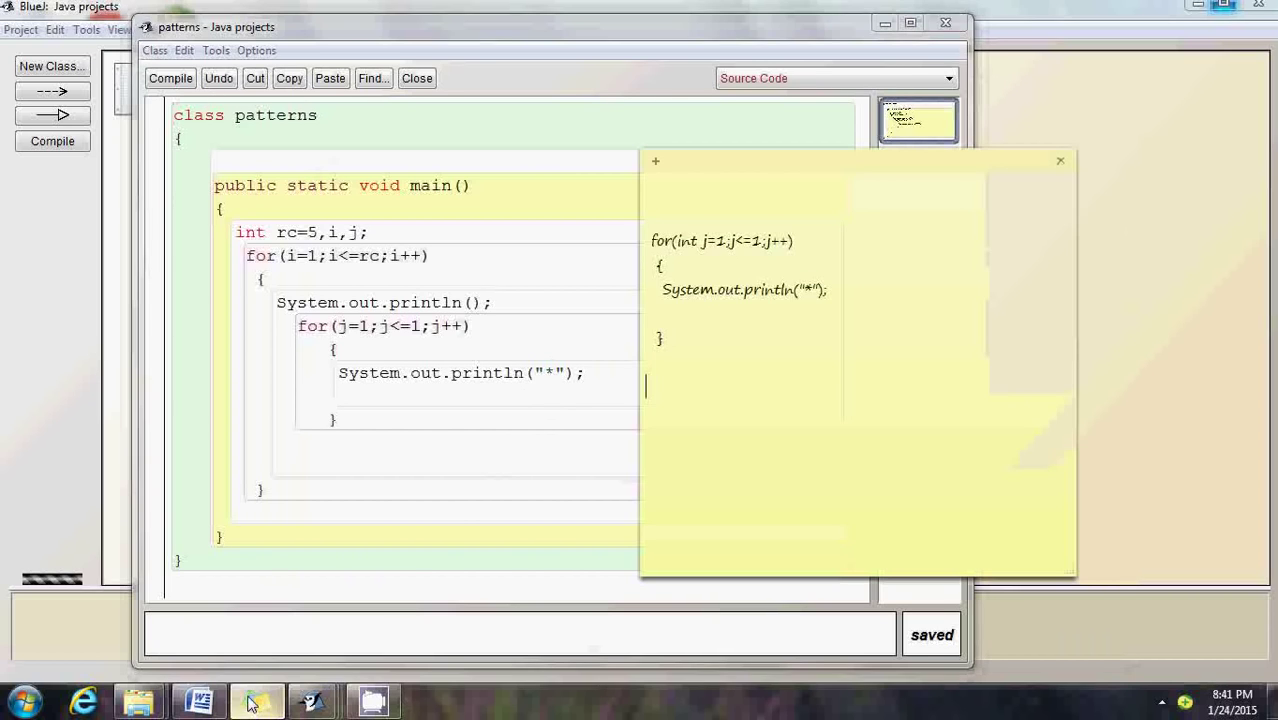 BlueJ: Java projects
Project Edit Tools View
New Class...
Compile
patterns - Java projects
Class Edit Tools Options
Compile Undo Cut Copy Paste Find... Close
Source Code
class patterns
{
public static void main()
{
int rc=5,i,j;
for(i=1;i<=rc;i++)
{
System.out.println();
for(j=1;j<=1;j++)
{
System.out.println("*");
}
}
}
}
saved
+
for(int j=1;j<=1;j++)
{
System.out.println("*");
}
8:41 PM
1/24/2015